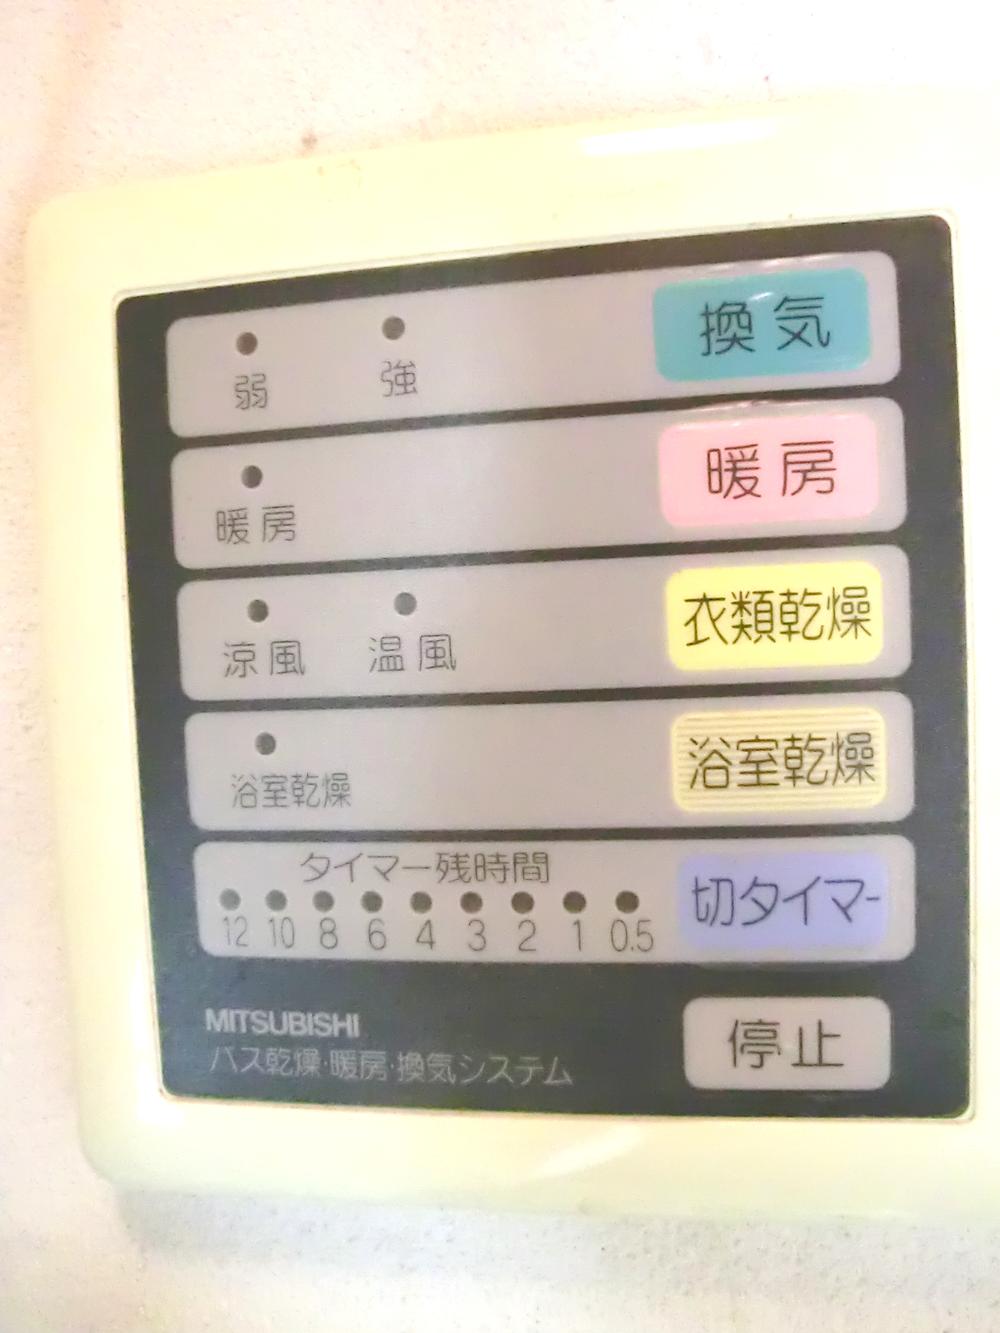 弱 強 換気
暖房 暖房
涼風 温風 衣類乾燥
浴室乾燥 浴室乾燥
タイマー残時間
12 10 8 6 4 3 2 1 0.5 切タイマー
MITSUBISHI
バス乾燥・暖房・換気システム
停止